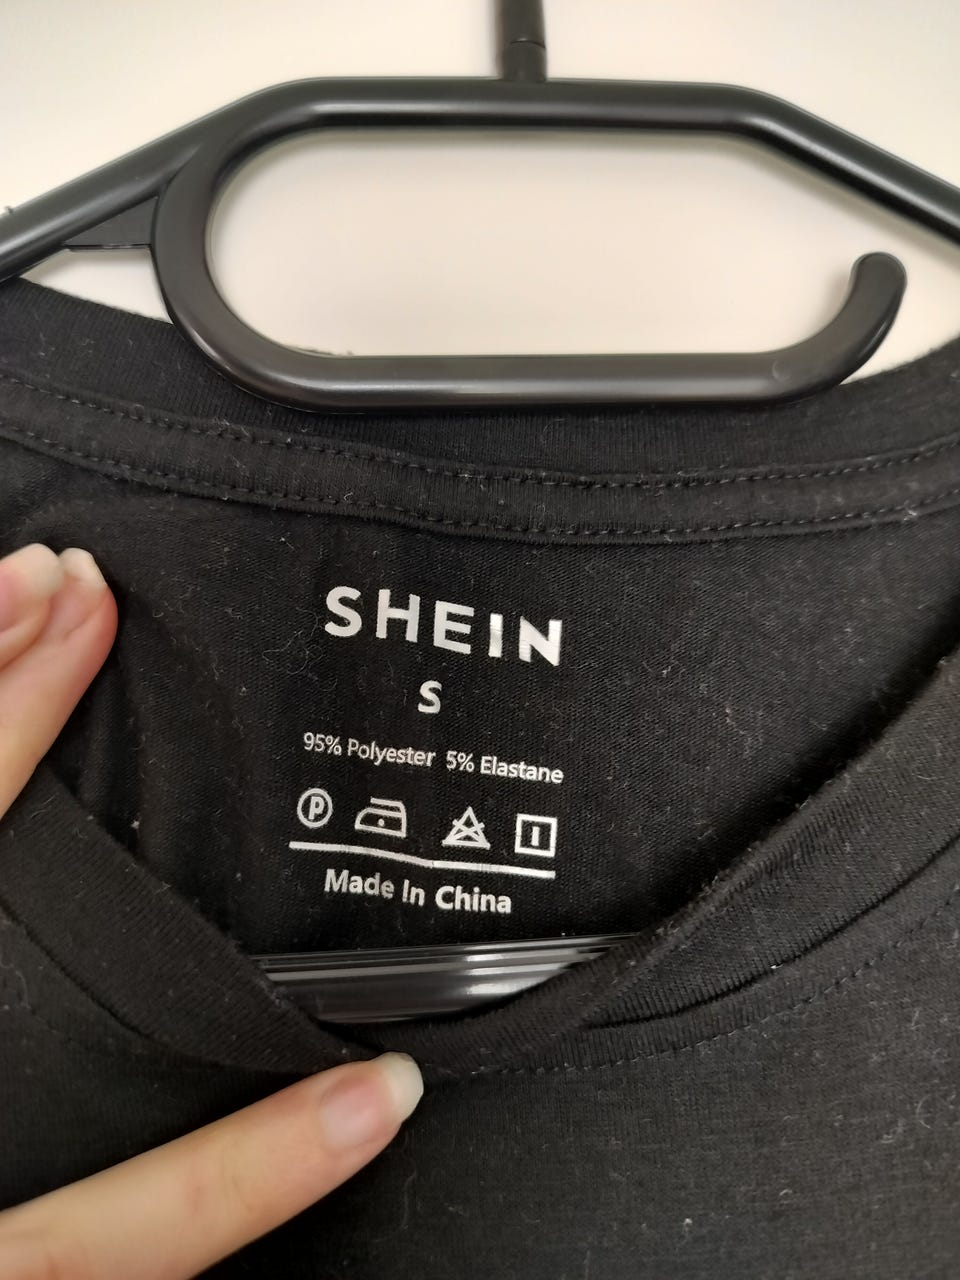 SHEIN
S
95% Polyester 5% Elastane
P
Made In China